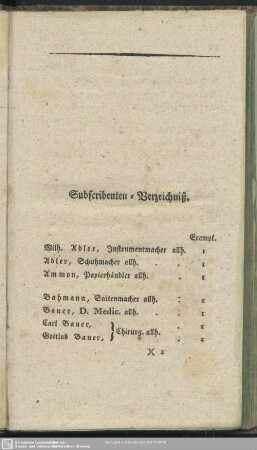 Subscribenten-Verzeichniß.
Exempl.
Wilh. Adler, Instrumentmacher allh. 1
Adler, Schuhmacher allh. - - 1
Ammon, Papierhändler allh. - - 1
Bahmann, Saitenmacher allh. - - 1
Bauer, D. Medic. allh. - - 1
Carl Bauer, } Chirurg. allh. - 1
Gottlob Bauer, } - 1
X 2